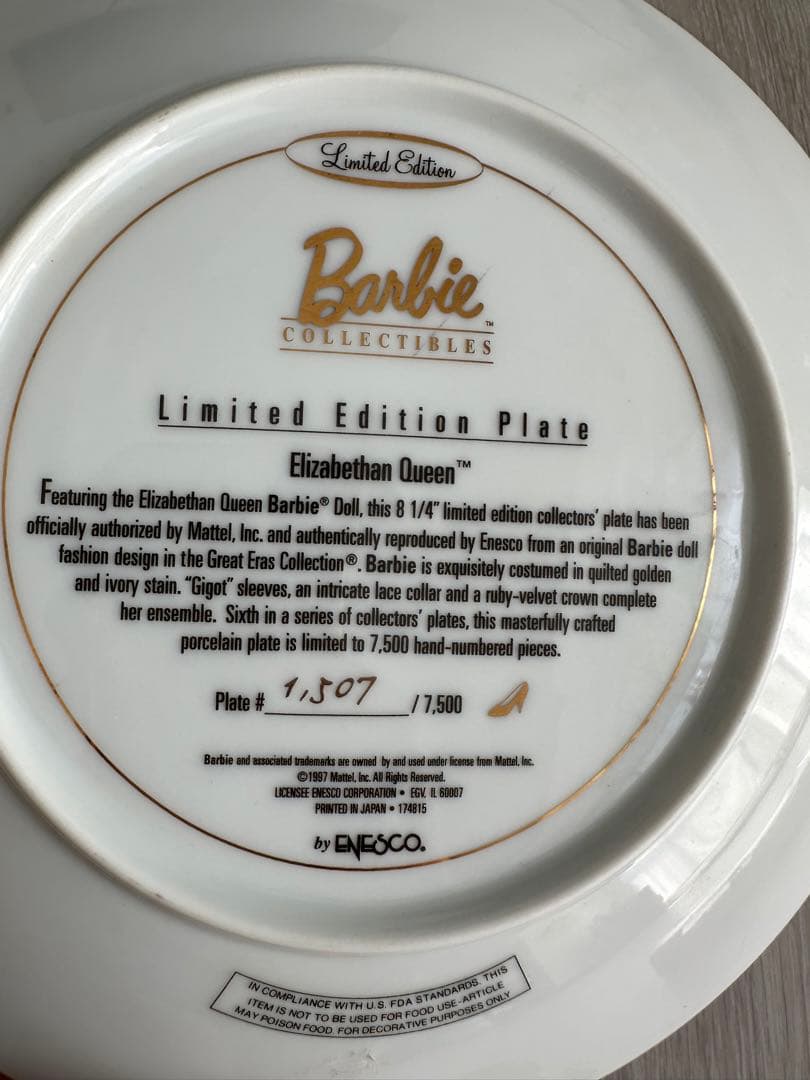 Limited Edition
Barbie™
COLLECTIBLES
Limited Edition Plate
Elizabethan Queen™
Featuring the Elizabethan Queen Barbie® Doll, this 8 1/4" limited edition collectors' plate has been
officially authorized by Mattel, Inc. and authentically reproduced by Enesco from an original Barbie doll
fashion design in the Great Eras Collection®. Barbie is exquisitely costumed in quilted golden
and ivory stain. "Gigot" sleeves, an intricate lace collar and a ruby-velvet crown complete
her ensemble. Sixth in a series of collectors' plates, this masterfully crafted
porcelain plate is limited to 7,500 hand-numbered pieces.
Plate # 1,507 / 7,500
Barbie and associated trademarks are owned by and used under license from Mattel, Inc.
©1997 Mattel, Inc. All Rights Reserved.
LICENSEE ENESCO CORPORATION • EGV, IL 60007
PRINTED IN JAPAN • 174815
by ENESCO.
IN COMPLIANCE WITH U.S. FDA STANDARDS. THIS
ITEM IS NOT TO BE USED FOR FOOD USE-ARTICLE
MAY POISON FOOD. FOR DECORATIVE PURPOSES ONLY